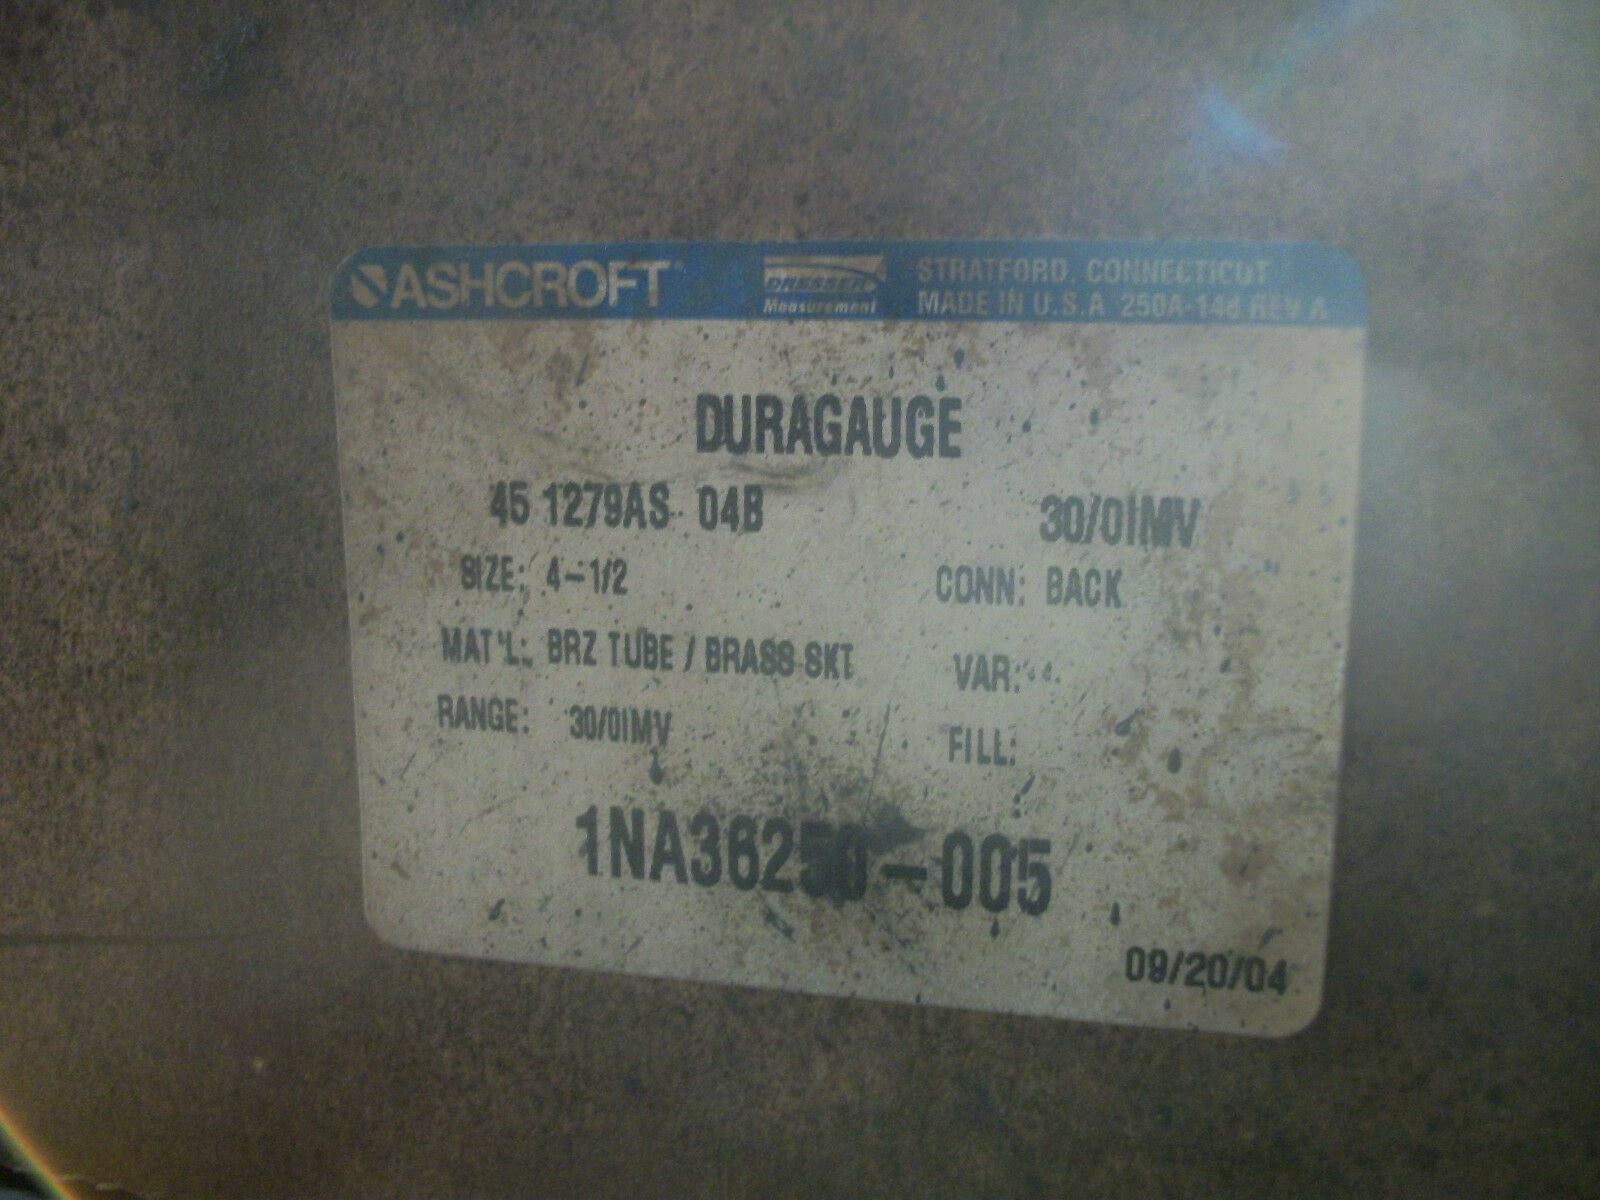 ASHCROFT
DRESSER
Measurement
STRATFORD, CONNECTICUT
MADE IN U.S.A 250A-148 REV A
DURAGAUGE
45 1279AS 04B 30/0IMV
SIZE: 4-1/2 CONN: BACK
MAT'L: BRZ TUBE / BRASS SKT VAR:
RANGE: 30/0IMV FILL:
09/20/04